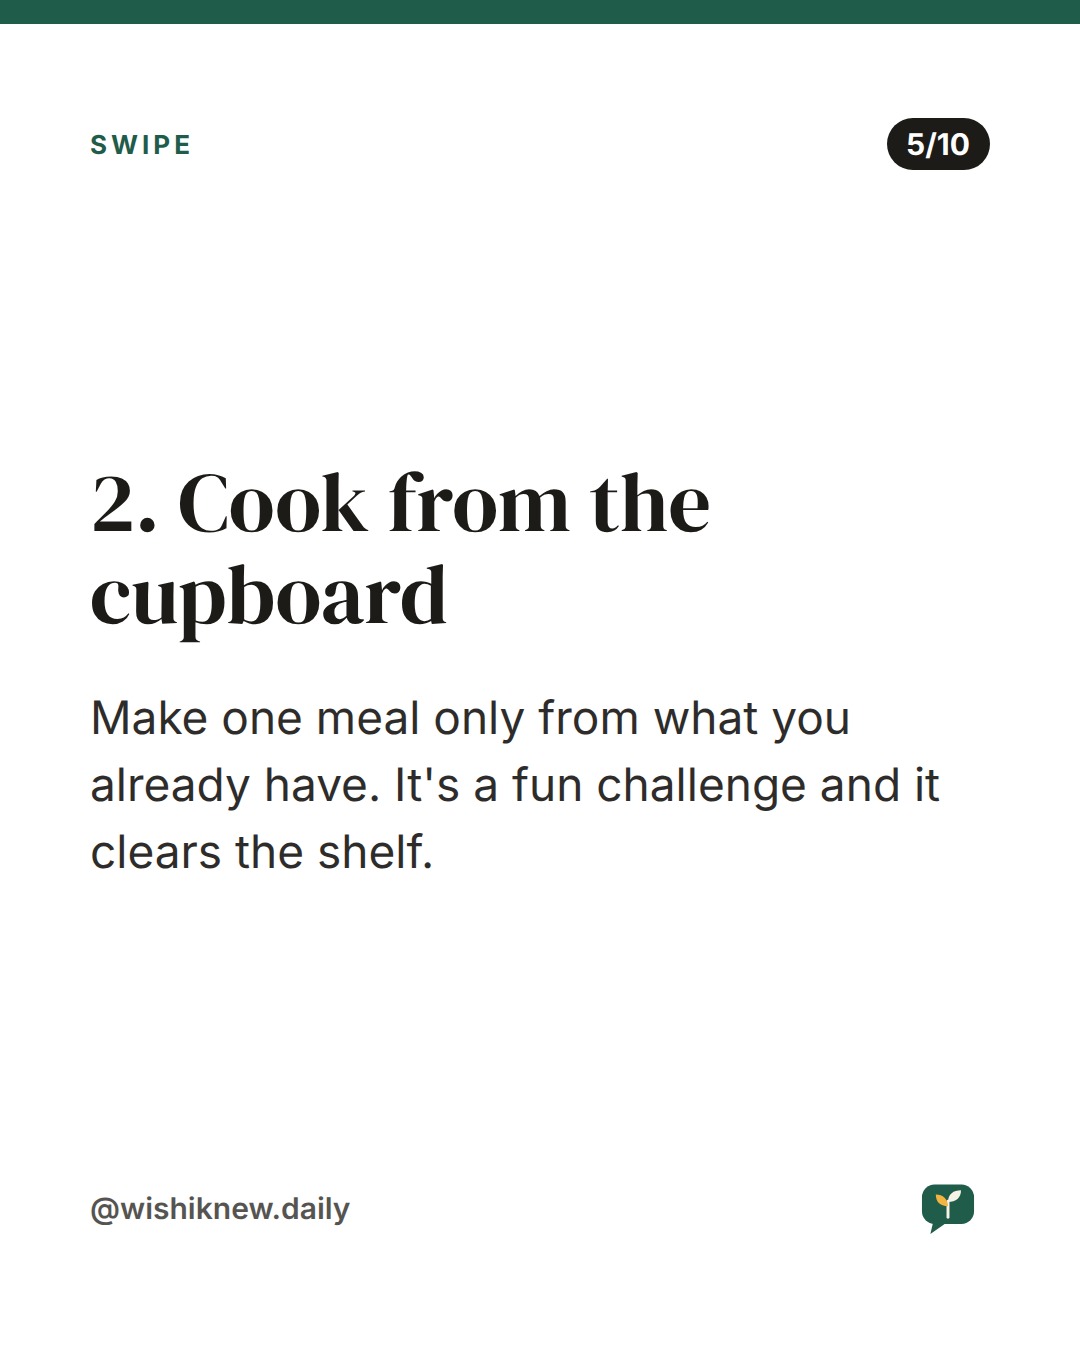 SWIPE
5/10
2. Cook from the
cupboard
Make one meal only from what you
already have. It's a fun challenge and it
clears the shelf.
@wishiknew.daily